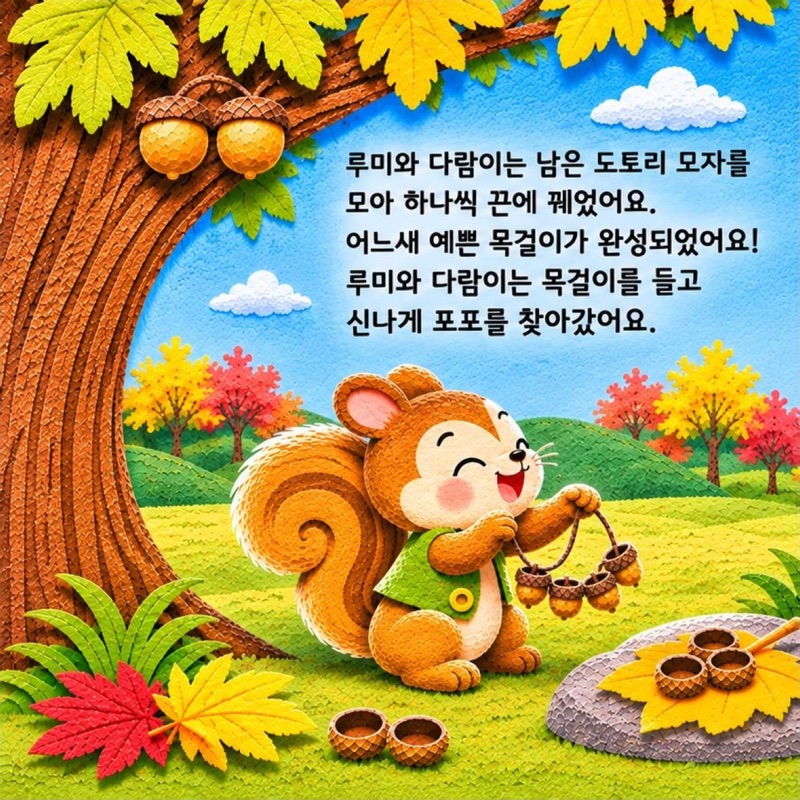 루미와 다람이는 남은 도토리 모자를
모아 하나씩 끈에 꿰었어요.
어느새 예쁜 목걸이가 완성되었어요!
루미와 다람이는 목걸이를 들고
신나게 포포를 찾아갔어요.